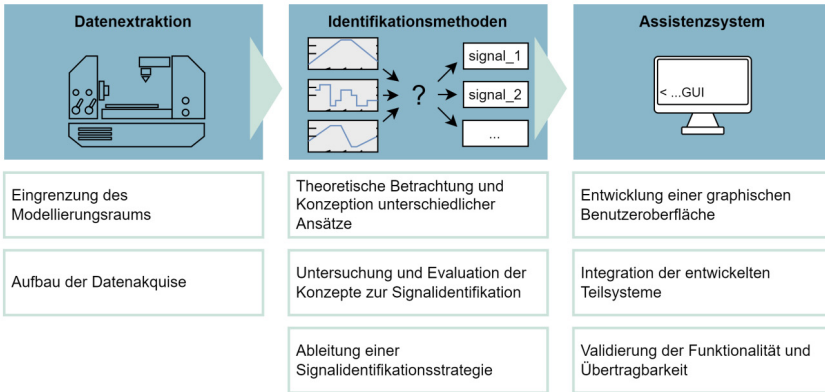 Datenextraktion
Identifikationsmethoden
Assistenzsystem
signal_1
signal_2
...
?
< ...GUI
Eingrenzung des
Modellierungsraums
Aufbau der Datenakquise
Theoretische Betrachtung und
Konzeption unterschiedlicher
Ansätze
Untersuchung und Evaluation der
Konzepte zur Signalidentifikation
Ableitung einer
Signalidentifikationsstrategie
Entwicklung einer graphischen
Benutzeroberfläche
Integration der entwickelten
Teilsysteme
Validierung der Funktionalität und
Übertragbarkeit